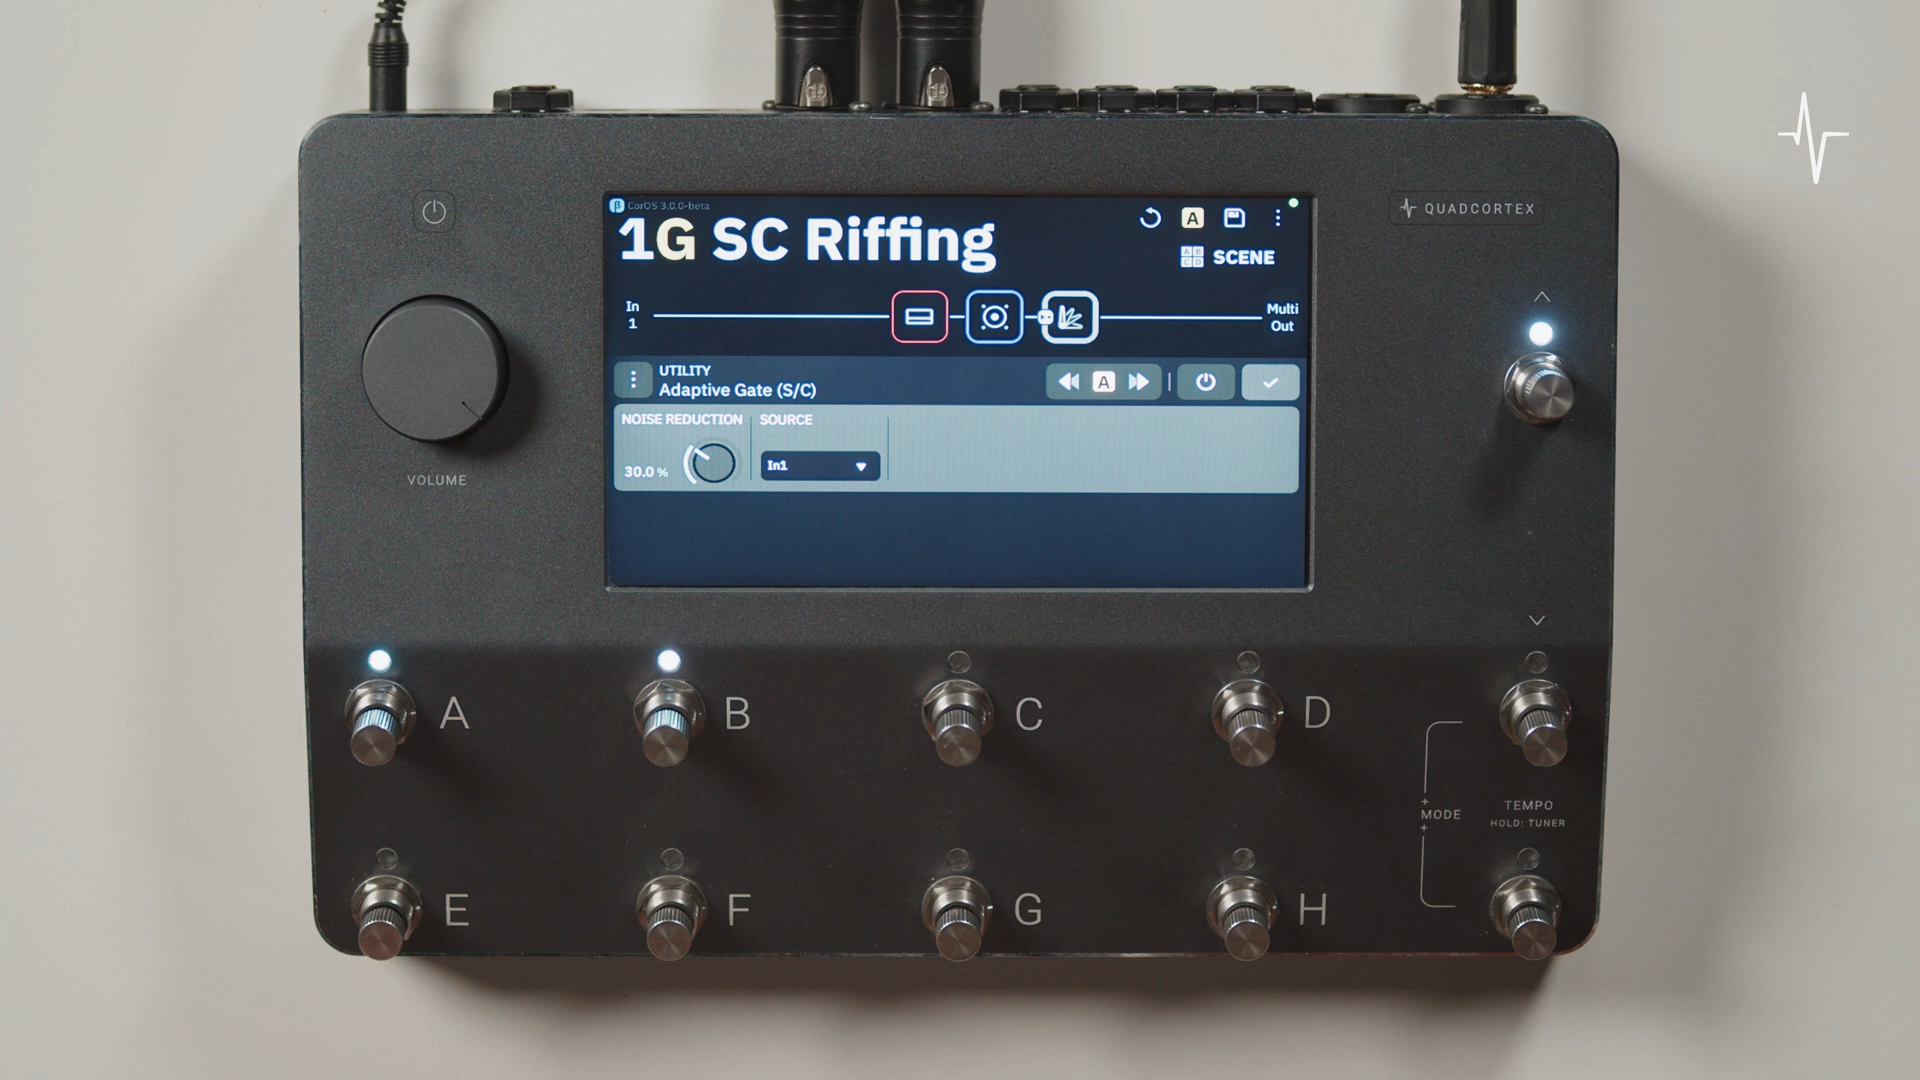 β CorOS 3.0.0-beta
1G SC Riffing
A
SCENE
A B
C D
In
1
Multi
Out
UTILITY
Adaptive Gate (S/C)
A
NOISE REDUCTION
SOURCE
30.0 %
In1
QUADCORTEX
VOLUME
A
B
C
D
MODE
TEMPO
HOLD: TUNER
E
F
G
H